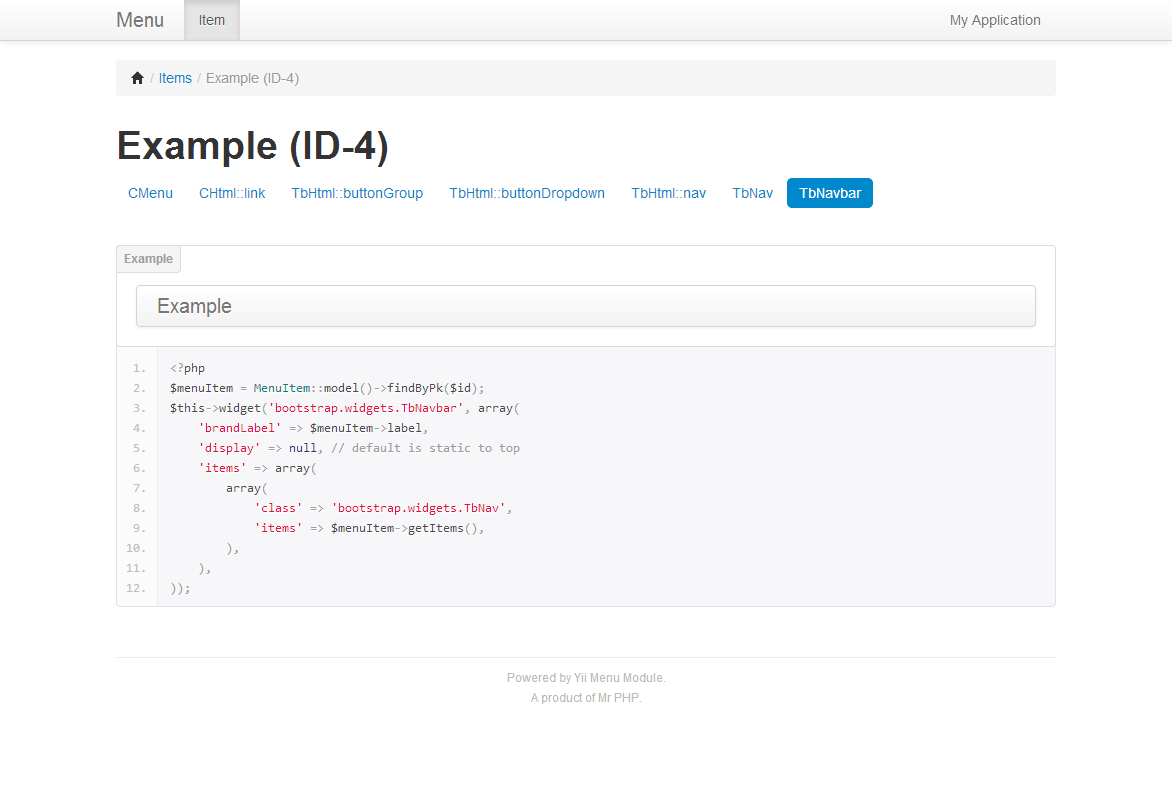 Menu Item My Application
/ Items / Example (ID-4)
Example (ID-4)
CMenu CHtml::link TbHtml::buttonGroup TbHtml::buttonDropdown TbHtml::nav TbNav TbNavbar
Example
Example
1. <?php
2. $menuItem = MenuItem::model()->findByPk($id);
3. $this->widget('bootstrap.widgets.TbNavbar', array(
4.     'brandLabel' => $menuItem->label,
5.     'display' => null, // default is static to top
6.     'items' => array(
7.         array(
8.             'class' => 'bootstrap.widgets.TbNav',
9.             'items' => $menuItem->getItems(),
10.         ),
11.     ),
12. ));
Powered by Yii Menu Module.
A product of Mr PHP.